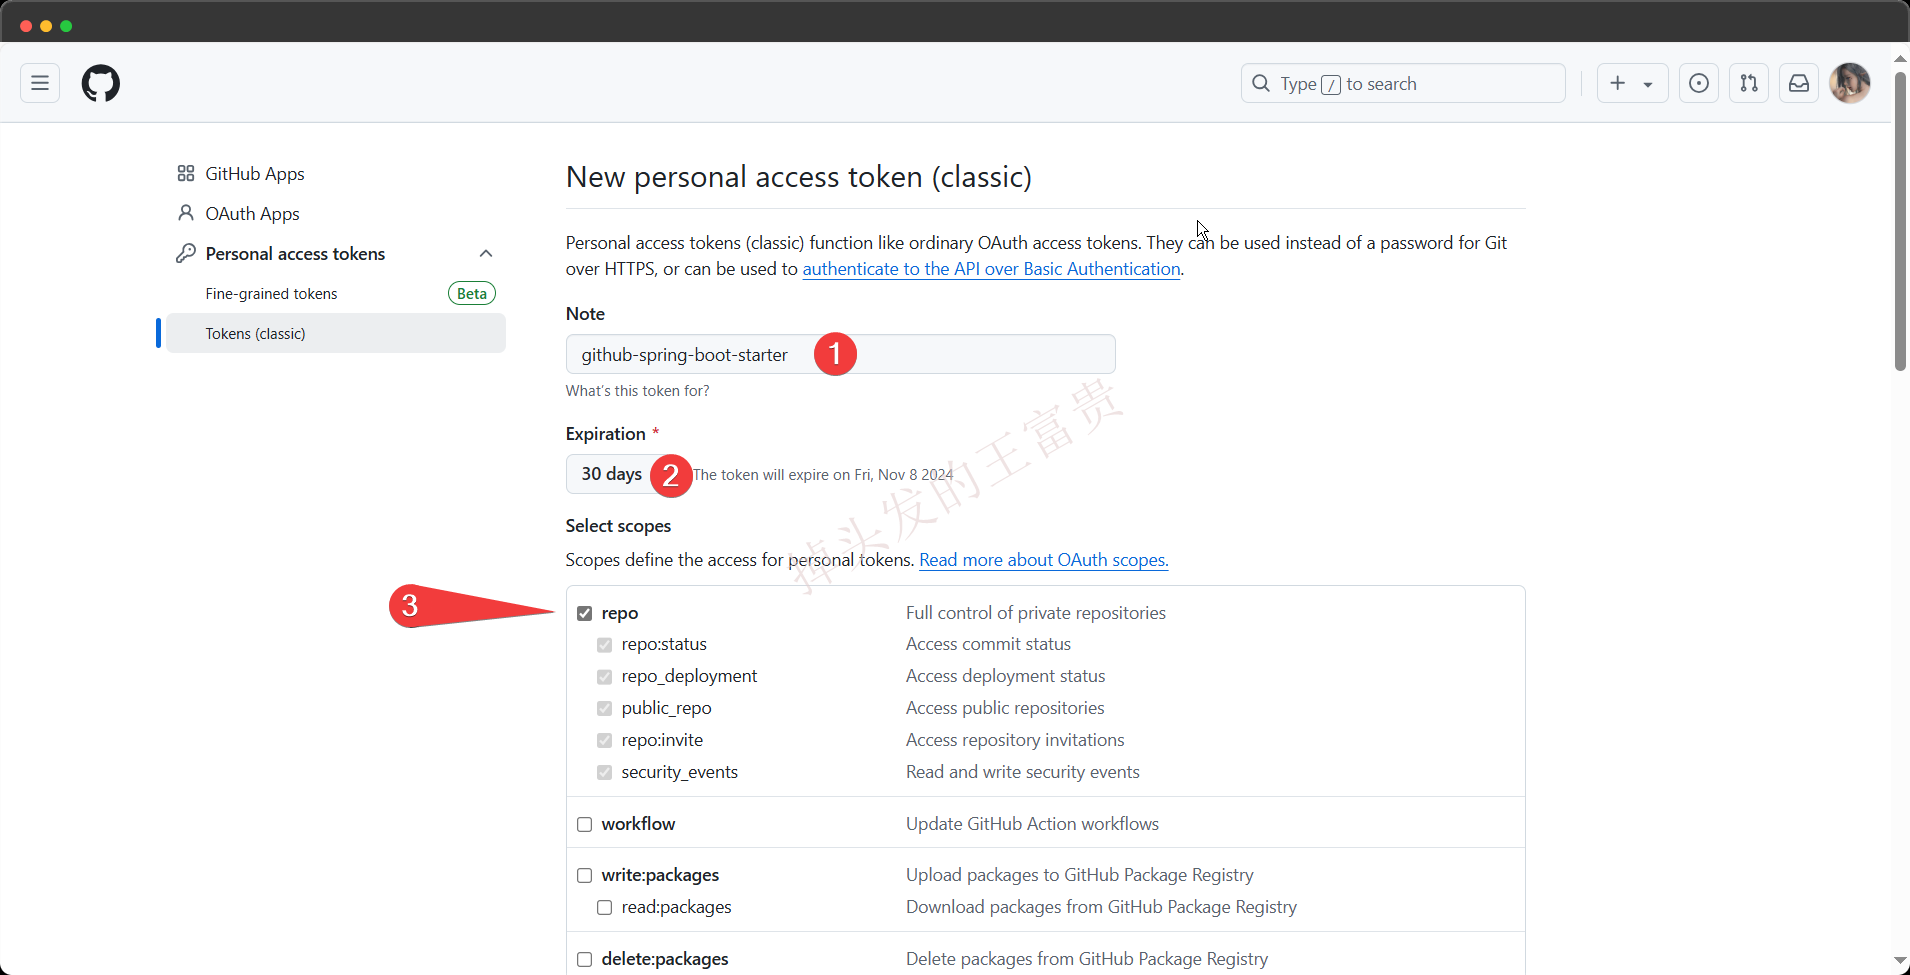 Type / to search
GitHub Apps
OAuth Apps
Personal access tokens
Fine-grained tokens
Beta
Tokens (classic)
New personal access token (classic)
Personal access tokens (classic) function like ordinary OAuth access tokens. They can be used instead of a password for Git
over HTTPS, or can be used to authenticate to the API over Basic Authentication.
Note
github-spring-boot-starter
1
What's this token for?
Expiration *
30 days
2
The token will expire on Fri, Nov 8 2024
掉头发的王富贵
Select scopes
Scopes define the access for personal tokens. Read more about OAuth scopes.
3
repo Full control of private repositories
repo:status Access commit status
repo_deployment Access deployment status
public_repo Access public repositories
repo:invite Access repository invitations
security_events Read and write security events
workflow Update GitHub Action workflows
write:packages Upload packages to GitHub Package Registry
read:packages Download packages from GitHub Package Registry
delete:packages Delete packages from GitHub Package Registry